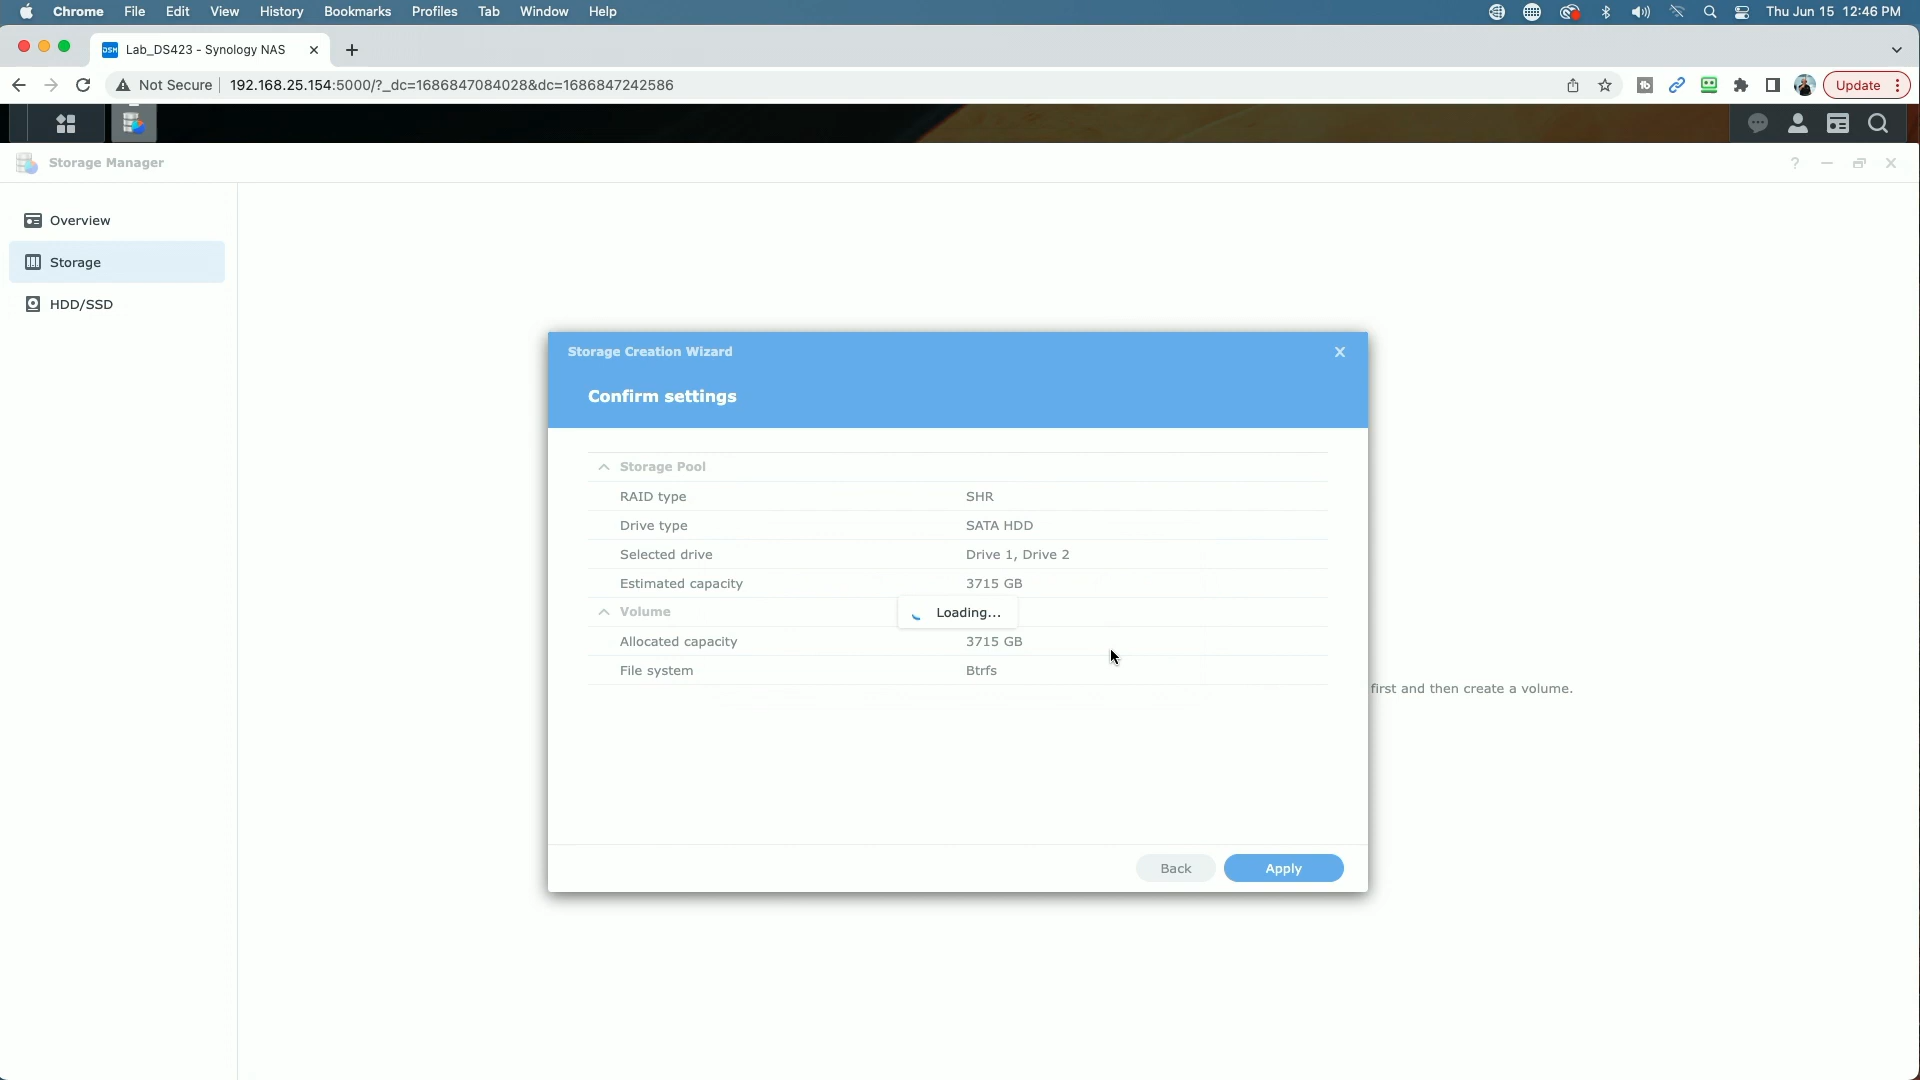 Chrome File Edit View History Bookmarks Profiles Tab Window Help Thu Jun 15 12:46 PM
DSM Lab_DS423 - Synology NAS
Not Secure 192.168.25.154:5000/?_dc=1686847084028&dc=1686847242586 Update
Storage Manager
Overview
Storage
HDD/SSD
Storage Creation Wizard
Confirm settings
Storage Pool
RAID type SHR
Drive type SATA HDD
Selected drive Drive 1, Drive 2
Estimated capacity 3715 GB
Volume
Loading...
Allocated capacity 3715 GB
File system Btrfs
first and then create a volume.
Back Apply